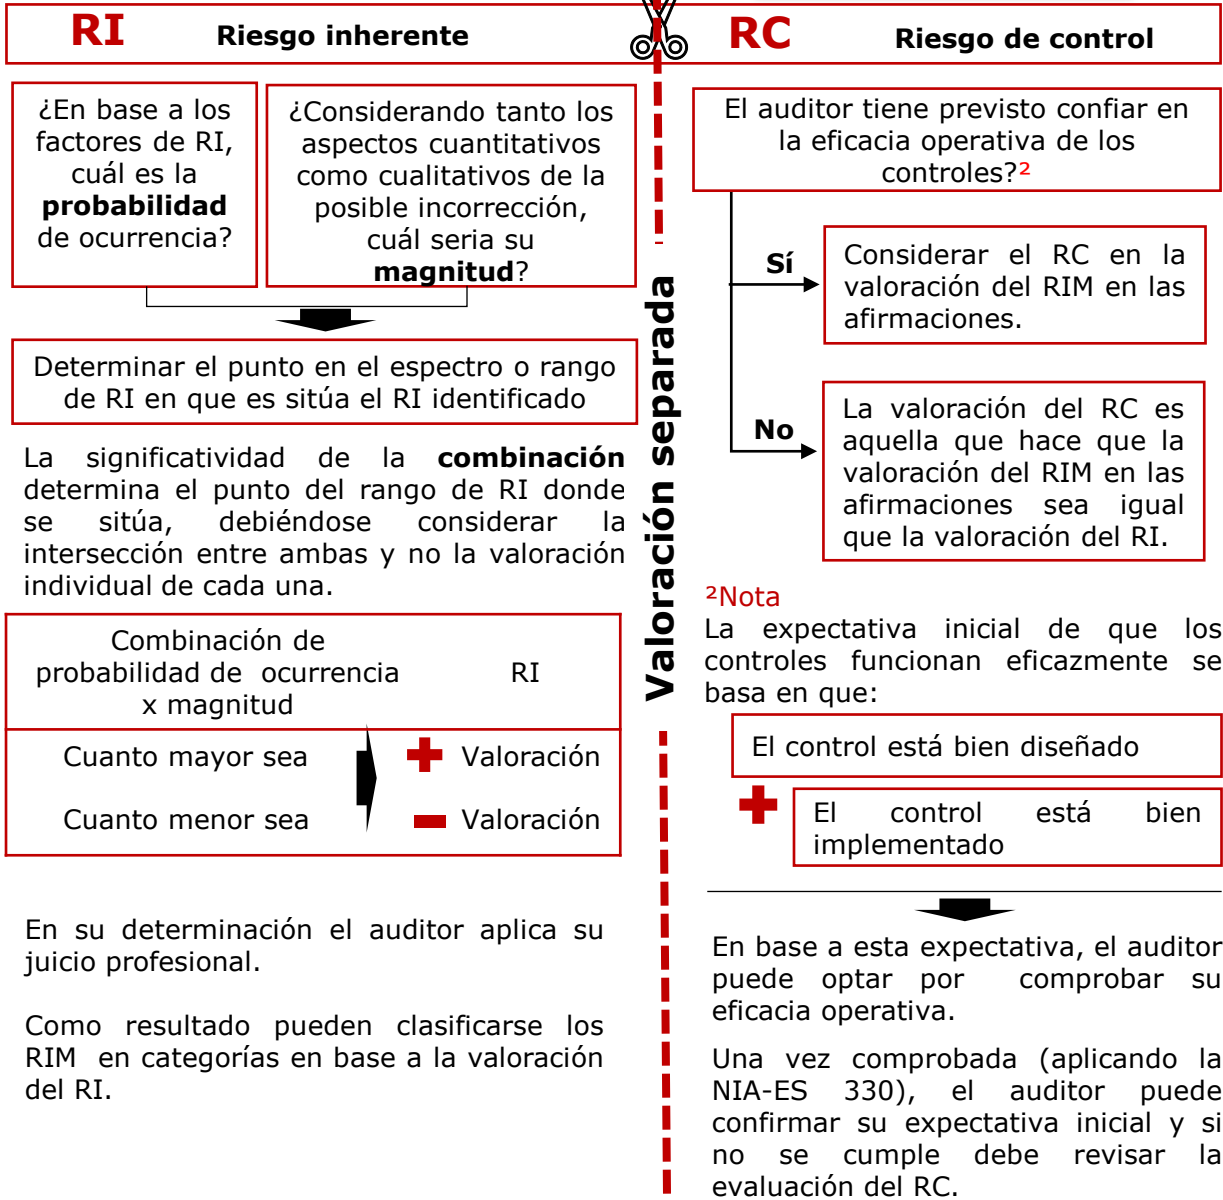 RI Riesgo inherente
¿En base a los
factores de RI,
cuál es la
probabilidad
de ocurrencia?
¿Considerando tanto los
aspectos cuantitativos
como cualitativos de la
posible incorrección,
cuál seria su
magnitud?
Determinar el punto en el espectro o rango
de RI en que es sitúa el RI identificado
La significatividad de la combinación
determina el punto del rango de RI donde
se sitúa, debiéndose considerar la
intersección entre ambas y no la valoración
individual de cada una.
Combinación de
probabilidad de ocurrencia
x magnitud
RI
Cuanto mayor sea
Valoración
Cuanto menor sea
Valoración
En su determinación el auditor aplica su
juicio profesional.
Como resultado pueden clasificarse los
RIM en categorías en base a la valoración
del RI.
Valoración separada
RC Riesgo de control
El auditor tiene previsto confiar en
la eficacia operativa de los
controles?²
Sí
Considerar el RC en la
valoración del RIM en las
afirmaciones.
No
La valoración del RC es
aquella que hace que la
valoración del RIM en las
afirmaciones sea igual
que la valoración del RI.
²Nota
La expectativa inicial de que los
controles funcionan eficazmente se
basa en que:
El control está bien diseñado
El control está bien
implementado
En base a esta expectativa, el auditor
puede optar por comprobar su
eficacia operativa.
Una vez comprobada (aplicando la
NIA-ES 330), el auditor puede
confirmar su expectativa inicial y si
no se cumple debe revisar la
evaluación del RC.